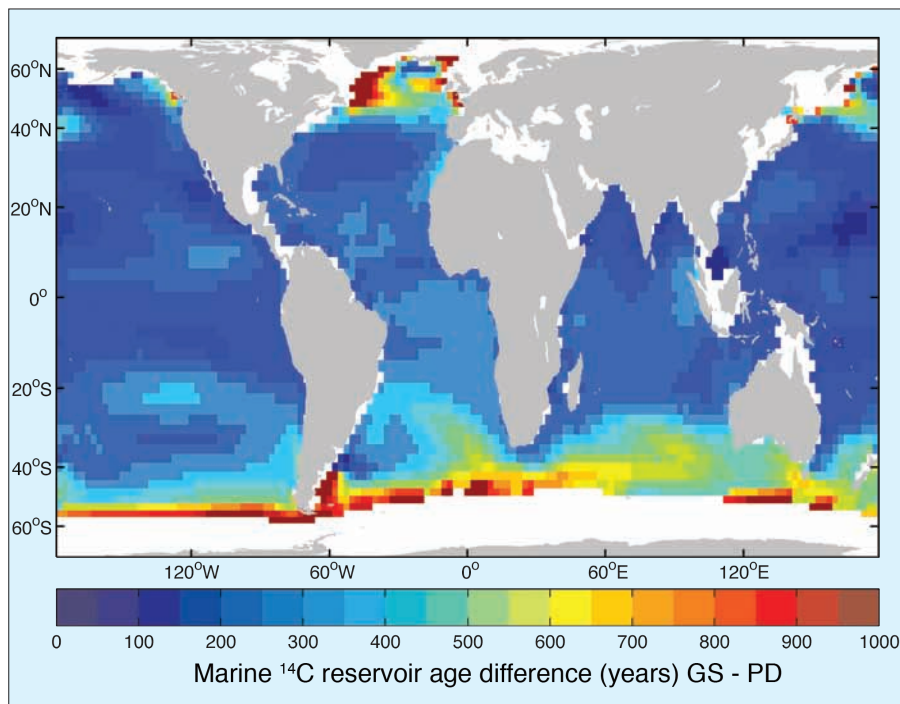 60°N
40°N
20°N
0°
20°S
40°S
60°S
120°W 60°W 0° 60°E 120°E
0 100 200 300 400 500 600 700 800 900 1000
Marine ¹⁴C reservoir age difference (years) GS - PD